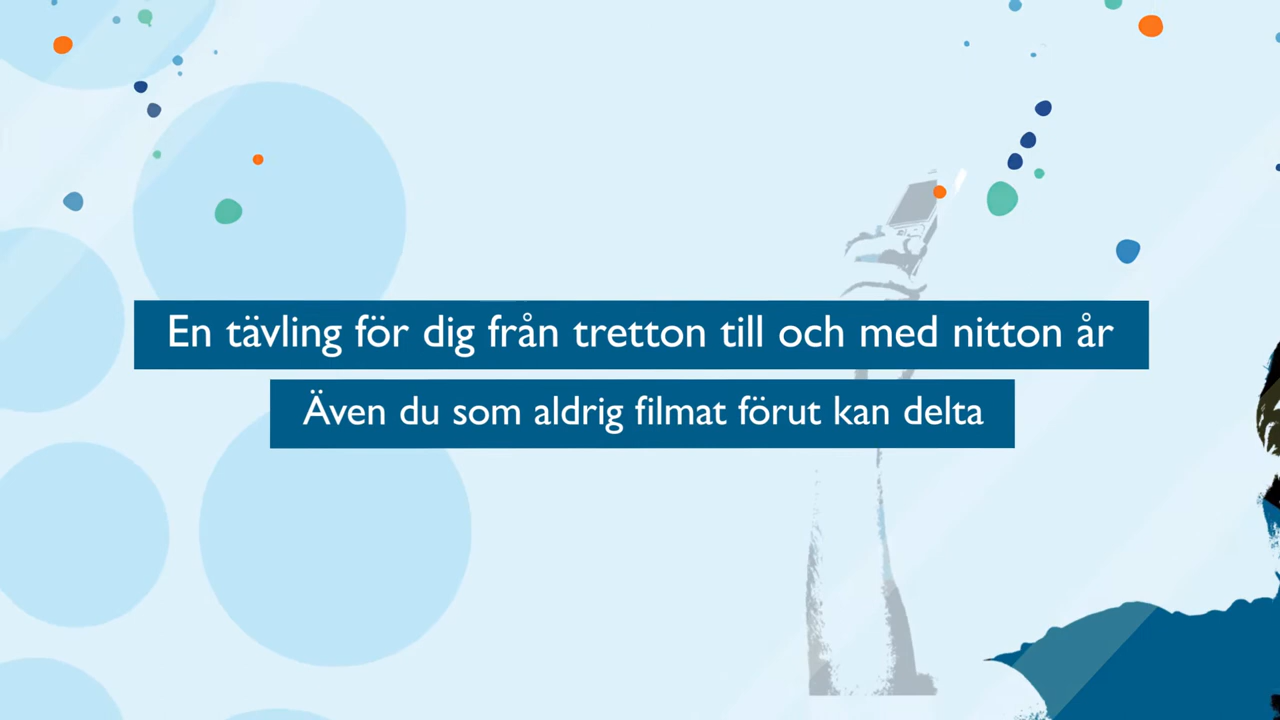 En tävling för dig från tretton till och med nitton år
Även du som aldrig filmat förut kan delta